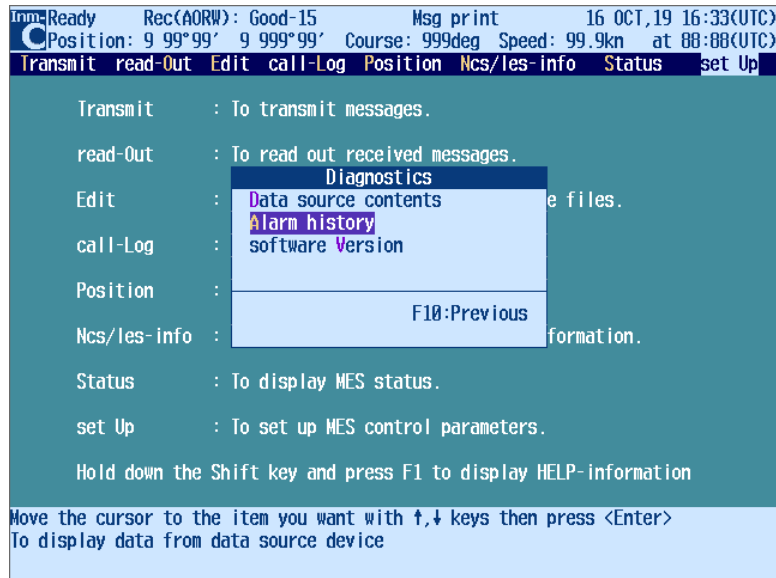 Inm- Ready Rec(AORW): Good-15 Msg print 16 OCT,19 16:33(UTC)
C Position: 9 99°99′ 9 999°99′ Course: 999deg Speed: 99.9kn at 88:88(UTC)
Transmit read-Out Edit call-Log Position Ncs/les-info Status set Up
Transmit : To transmit messages.
read-Out : To read out received messages.
Diagnostics
Edit : Data source contents e files.
Alarm history
call-Log : software Version
Position :
F10:Previous
Ncs/les-info : formation.
Status : To display MES status.
set Up : To set up MES control parameters.
Hold down the Shift key and press F1 to display HELP-information
Move the cursor to the item you want with ↑,↓ keys then press <Enter>
To display data from data source device